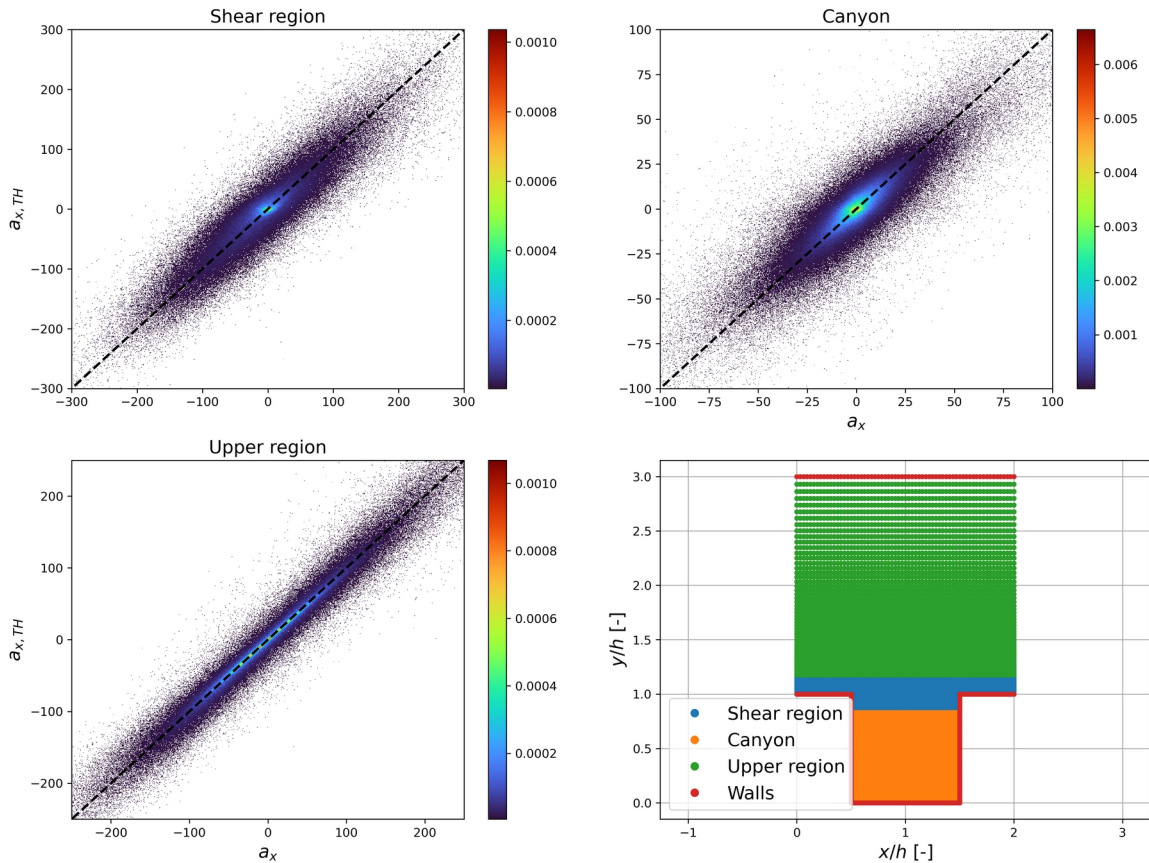 Shear region
300
200
100
0
−100
−200
−300
−300 −200 −100 0 100 200 300
a_{x, TH}
0.0010
0.0008
0.0006
0.0004
0.0002
Canyon
100
75
50
25
0
−25
−50
−75
−100
−100 −75 −50 −25 0 25 50 75 100
a_x
0.006
0.005
0.004
0.003
0.002
0.001
Upper region
200
100
0
−100
−200
−200 −100 0 100 200
a_{x, TH}
a_x
0.0010
0.0008
0.0006
0.0004
0.0002
3.0
2.5
2.0
1.5
1.0
0.5
0.0
−1 0 1 2 3
y/h [-]
x/h [-]
Shear region
Canyon
Upper region
Walls